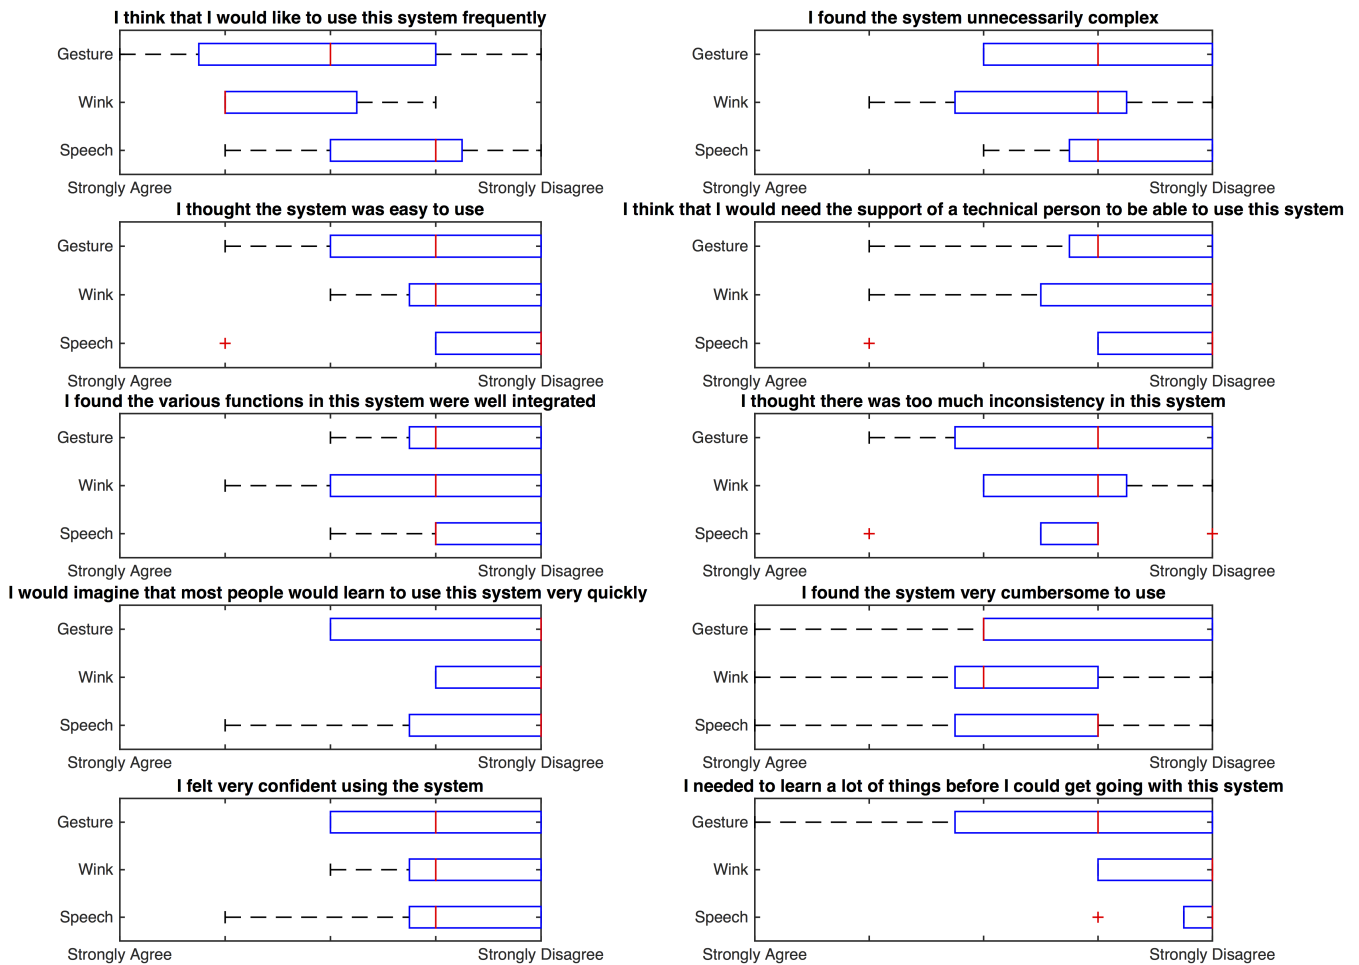 I think that I would like to use this system frequently
Gesture
Wink
Speech
Strongly Agree Strongly Disagree
I found the system unnecessarily complex
Gesture
Wink
Speech
Strongly Agree Strongly Disagree
I thought the system was easy to use
Gesture
Wink
Speech
Strongly Agree Strongly Disagree
I think that I would need the support of a technical person to be able to use this system
Gesture
Wink
Speech
Strongly Agree Strongly Disagree
I found the various functions in this system were well integrated
Gesture
Wink
Speech
Strongly Agree Strongly Disagree
I thought there was too much inconsistency in this system
Gesture
Wink
Speech
Strongly Agree Strongly Disagree
I would imagine that most people would learn to use this system very quickly
Gesture
Wink
Speech
Strongly Agree Strongly Disagree
I found the system very cumbersome to use
Gesture
Wink
Speech
Strongly Agree Strongly Disagree
I felt very confident using the system
Gesture
Wink
Speech
Strongly Agree Strongly Disagree
I needed to learn a lot of things before I could get going with this system
Gesture
Wink
Speech
Strongly Agree Strongly Disagree